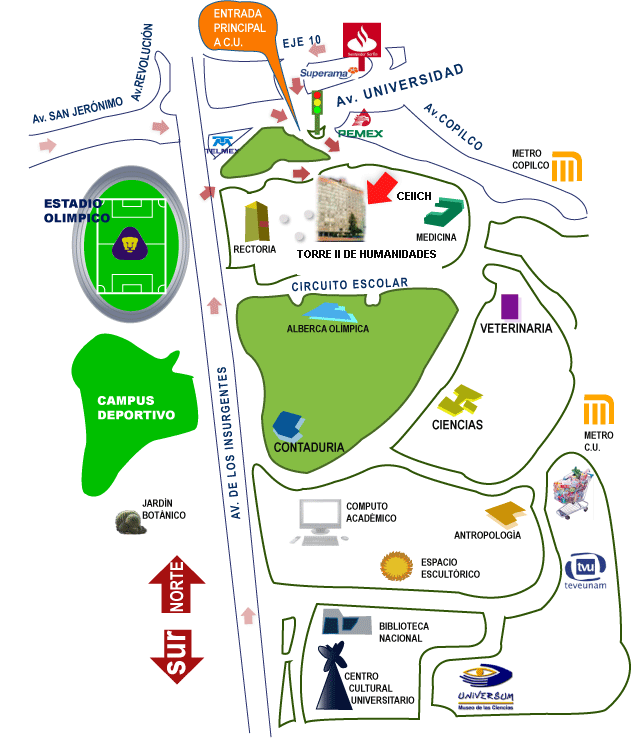 ENTRADA
PRINCIPAL
A C.U.
EJE 10
Santander Serfin
Superama
Av. UNIVERSIDAD
Av. REVOLUCIÓN
Av. SAN JERÓNIMO
TELMEX
PEMEX
Av. COPILCO
METRO
COPILCO
ESTADIO
OLIMPICO
CEIICH
RECTORIA
MEDICINA
TORRE II DE HUMANIDADES
CIRCUITO ESCOLAR
ALBERCA OLÍMPICA
VETERINARIA
AV. DE LOS INSURGENTES
CAMPUS
DEPORTIVO
CIENCIAS
METRO
C.U.
CONTADURIA
JARDÍN
BOTÁNICO
COMPUTO
ACADÉMICO
ANTROPOLOGÍA
ESPACIO
ESCULTÓRICO
tvu
teveunam
NORTE
sur
BIBLIOTECA
NACIONAL
CENTRO
CULTURAL
UNIVERSITARIO
UNIVERSUM
Museo de las Ciencias